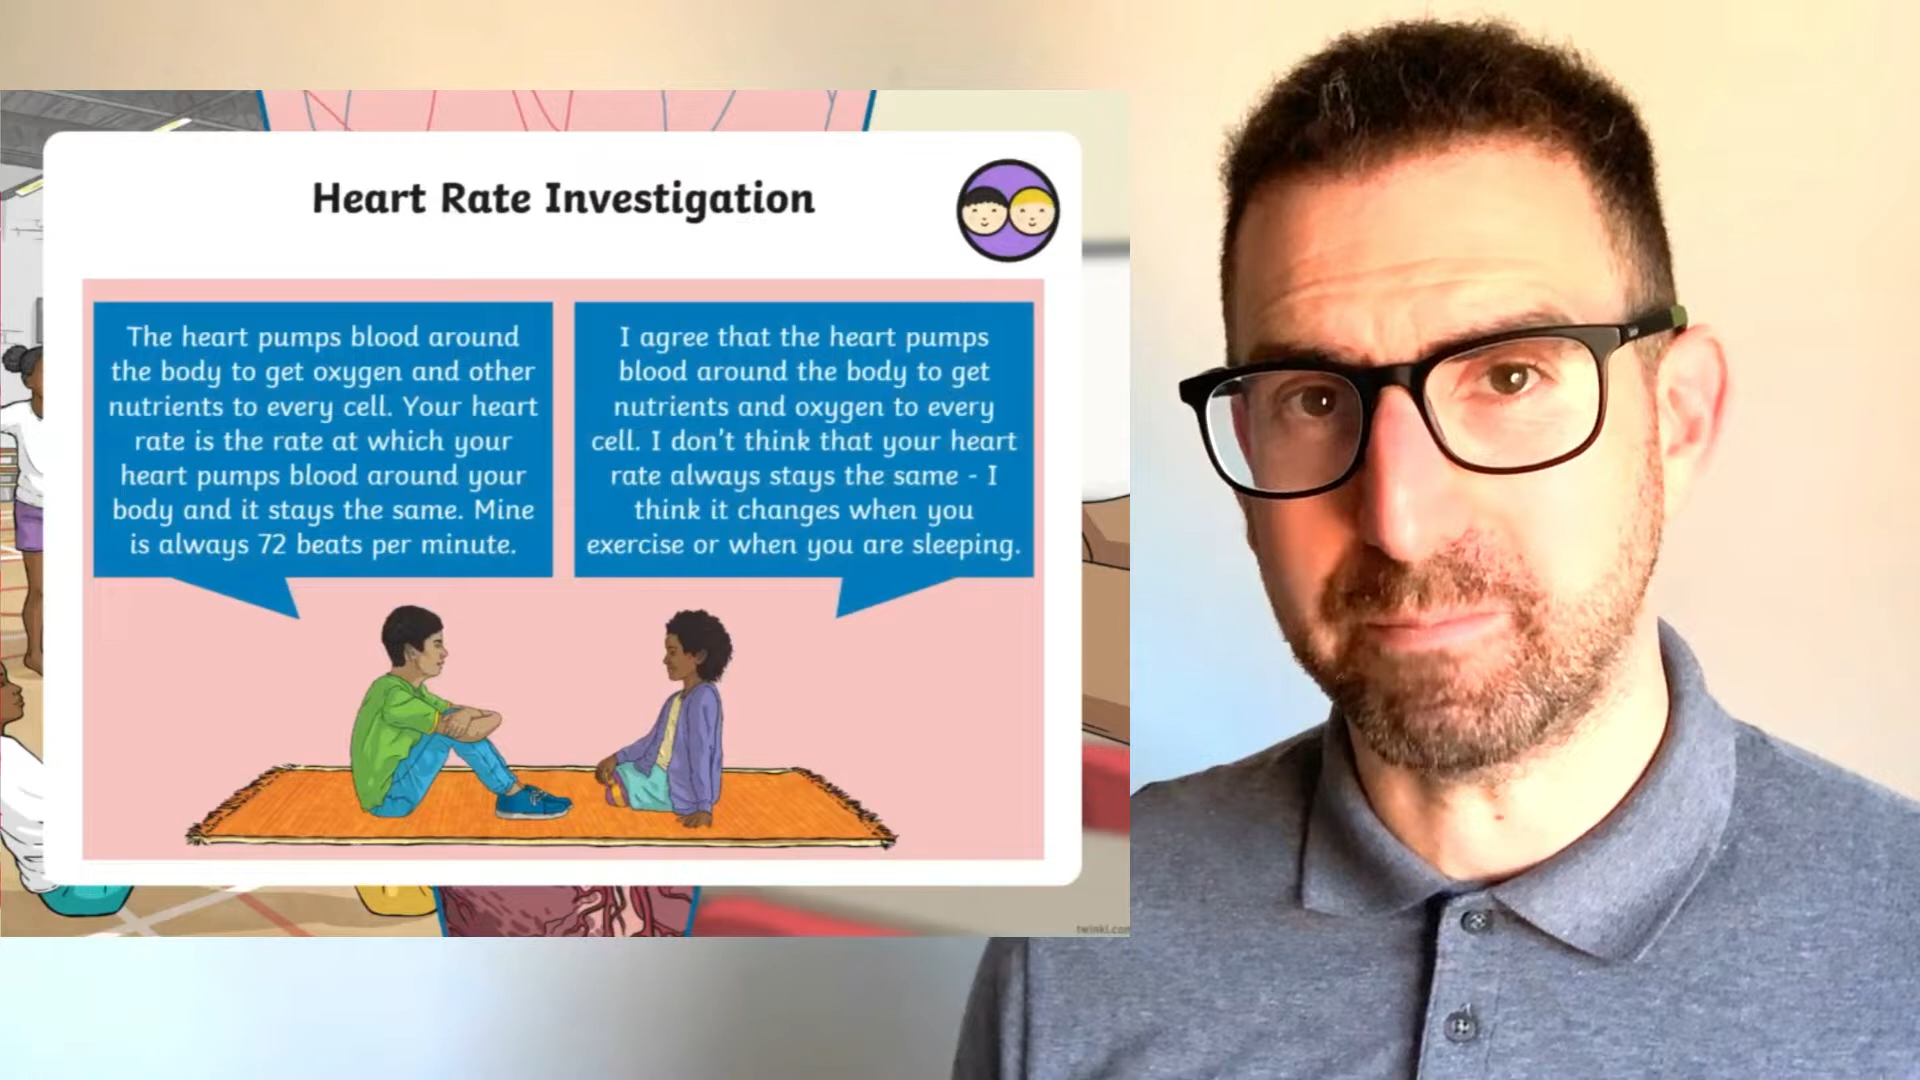 Heart Rate Investigation
The heart pumps blood around
the body to get oxygen and other
nutrients to every cell. Your heart
rate is the rate at which your
heart pumps blood around your
body and it stays the same. Mine
is always 72 beats per minute.
I agree that the heart pumps
blood around the body to get
nutrients and oxygen to every
cell. I don't think that your heart
rate always stays the same - I
think it changes when you
exercise or when you are sleeping.
twinkl.com